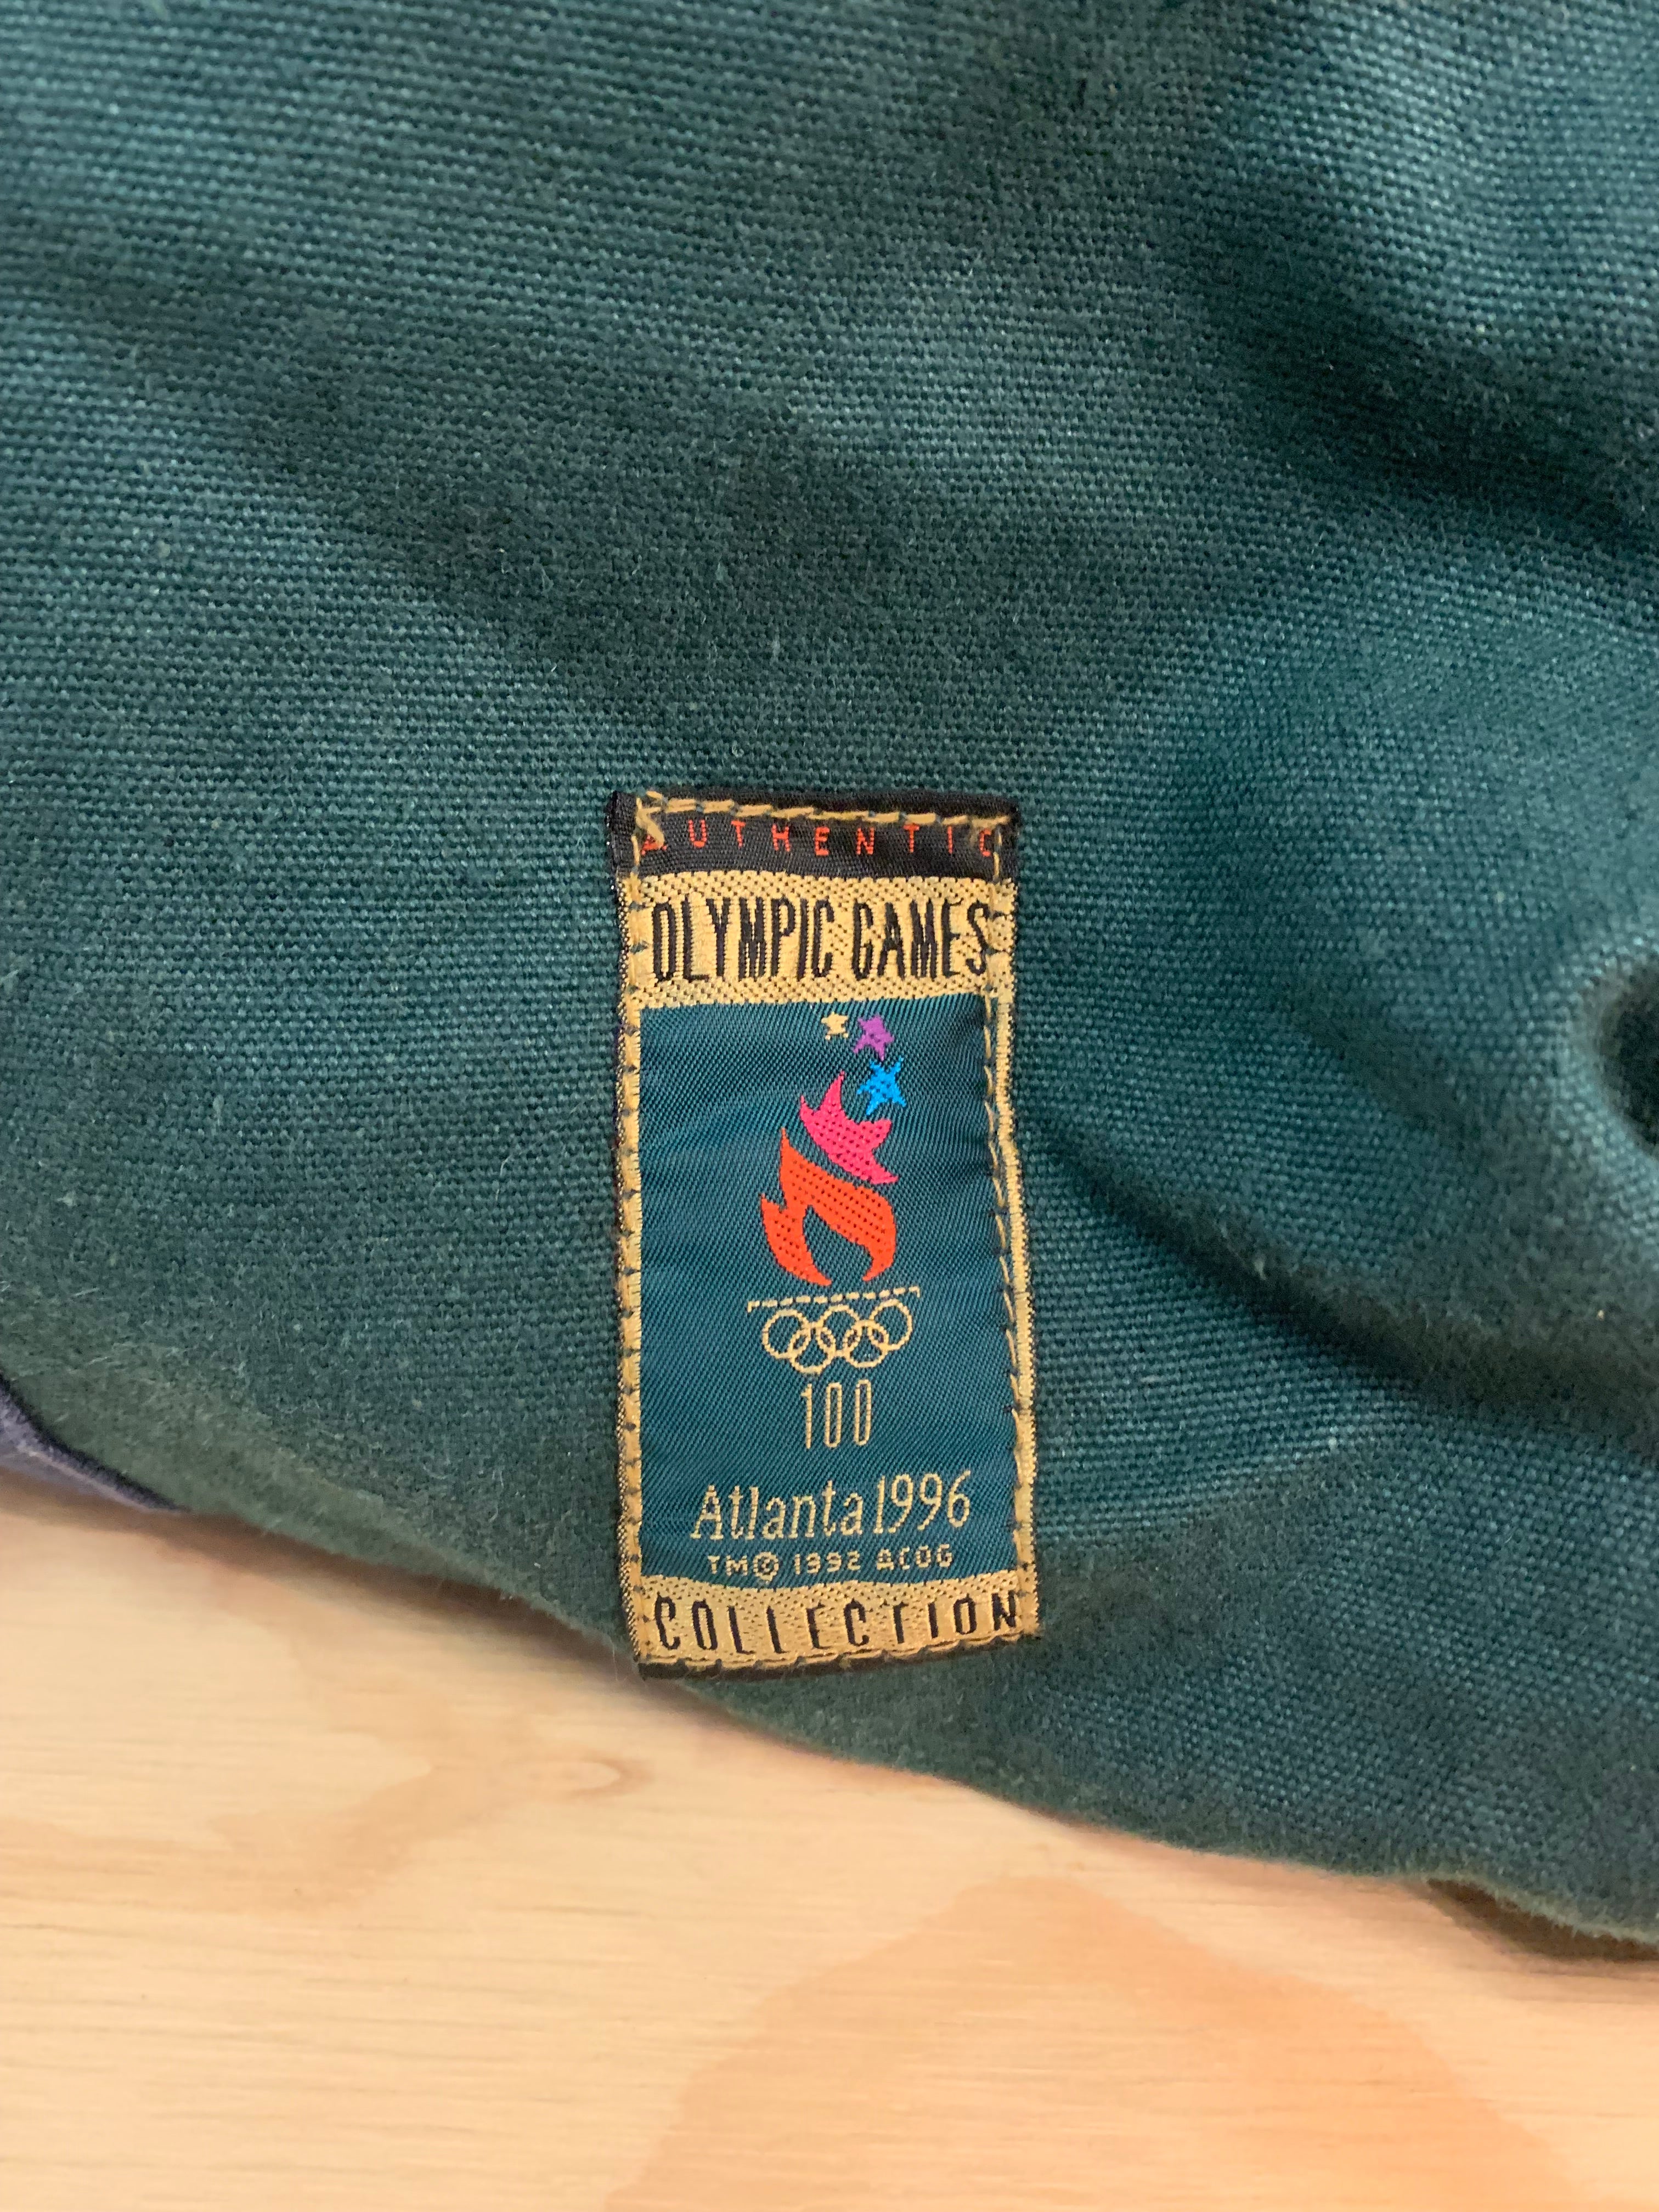 AUTHENTIC
OLYMPIC GAMES
100
Atlanta 1996
TM© 1992 ACOG
COLLECTION